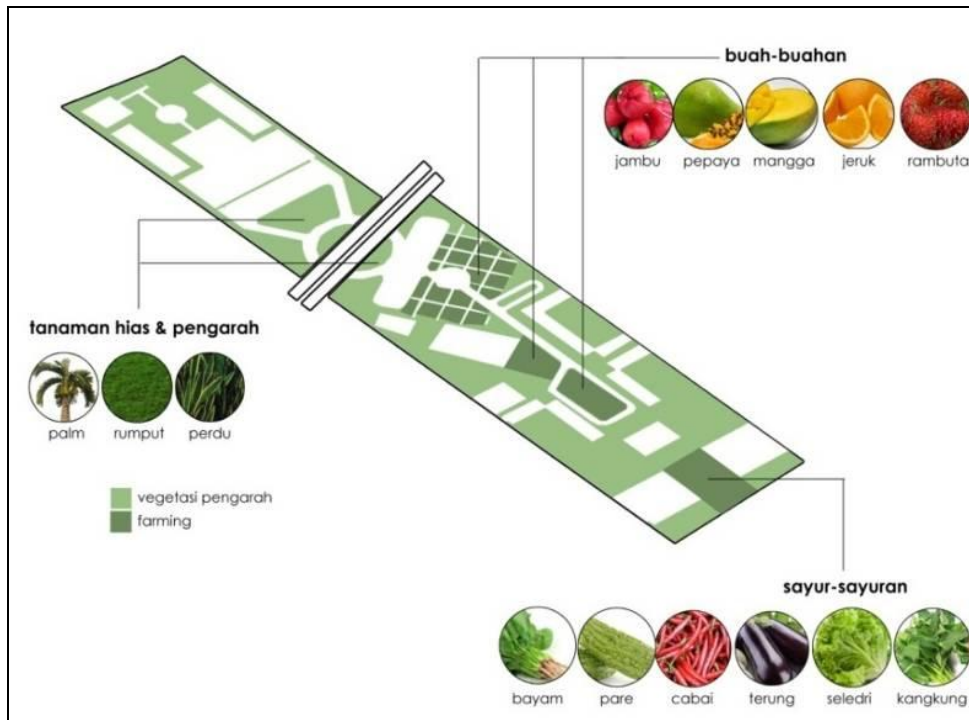 buah-buahan
jambu pepaya mangga jeruk rambuta
tanaman hias & pengarah
palm rumput perdu
vegetasi pengarah
farming
sayur-sayuran
bayam pare cabai terung seledri kangkung